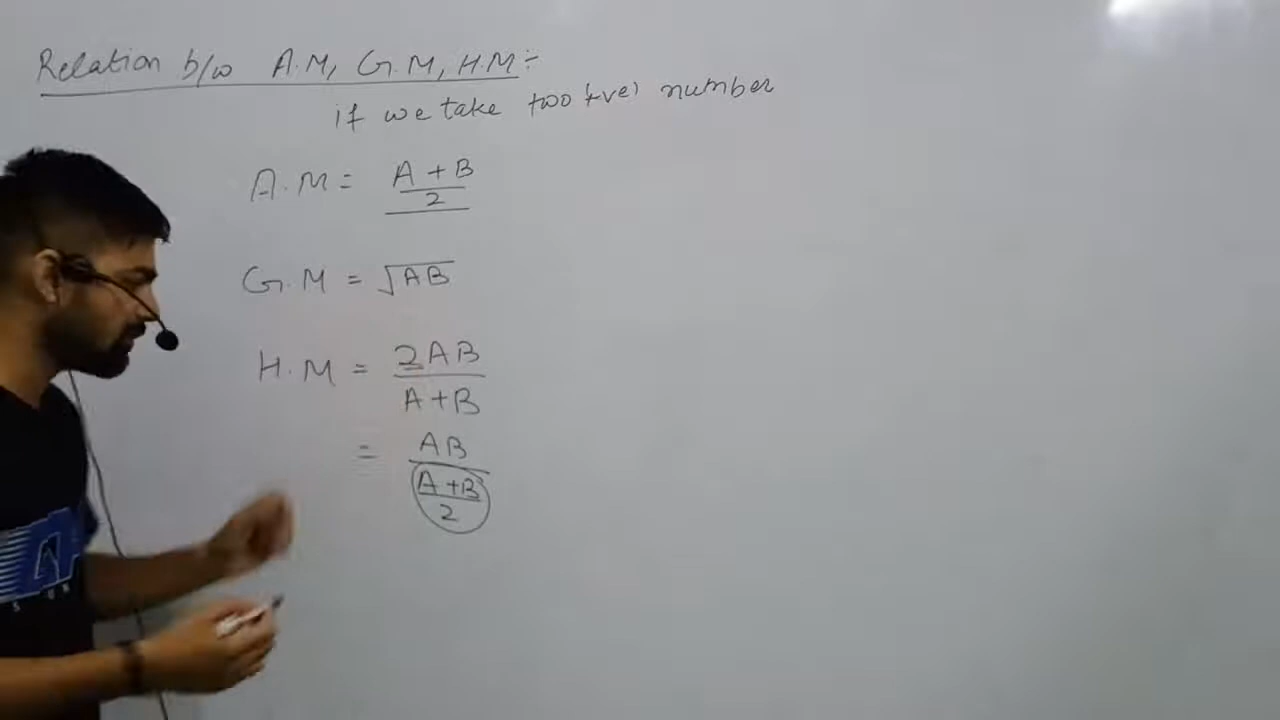 Relation b/w A.M, G.M, H.M :-
if we take two (+ve) number
A.M = A + B / 2
G.M = √AB
H.M = 2AB / A+B
= AB / A+B / 2